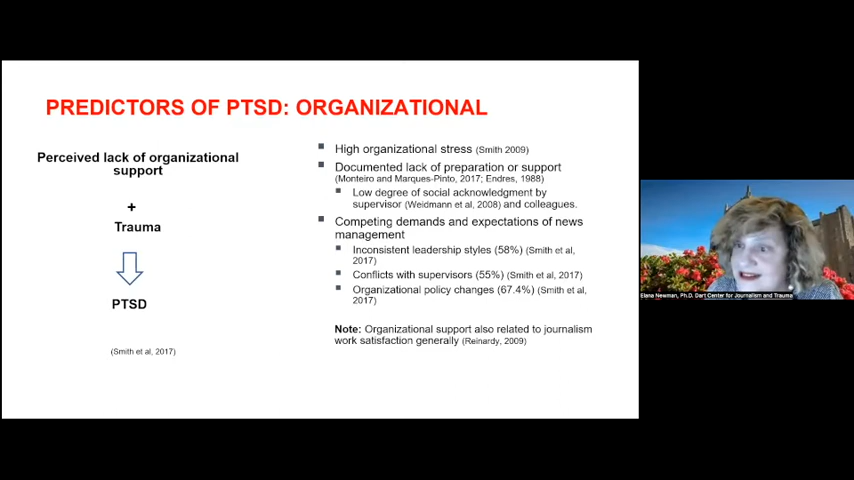 PREDICTORS OF PTSD: ORGANIZATIONAL
Perceived lack of organizational
support
+
Trauma
PTSD
(Smith et al, 2017)
High organizational stress (Smith 2009)
Documented lack of preparation or support
(Monteiro and Marques-Pinto, 2017; Endres, 1988)
Low degree of social acknowledgment by
supervisor (Weidmann et al, 2008) and colleagues.
Competing demands and expectations of news
management
Inconsistent leadership styles (58%) (Smith et al,
2017)
Conflicts with supervisors (55%) (Smith et al, 2017)
Organizational policy changes (67.4%) (Smith et al,
2017)
Note: Organizational support also related to journalism
work satisfaction generally (Reinardy, 2009)
Elana Newman, Ph.D. Dart Center for Journalism and Trauma